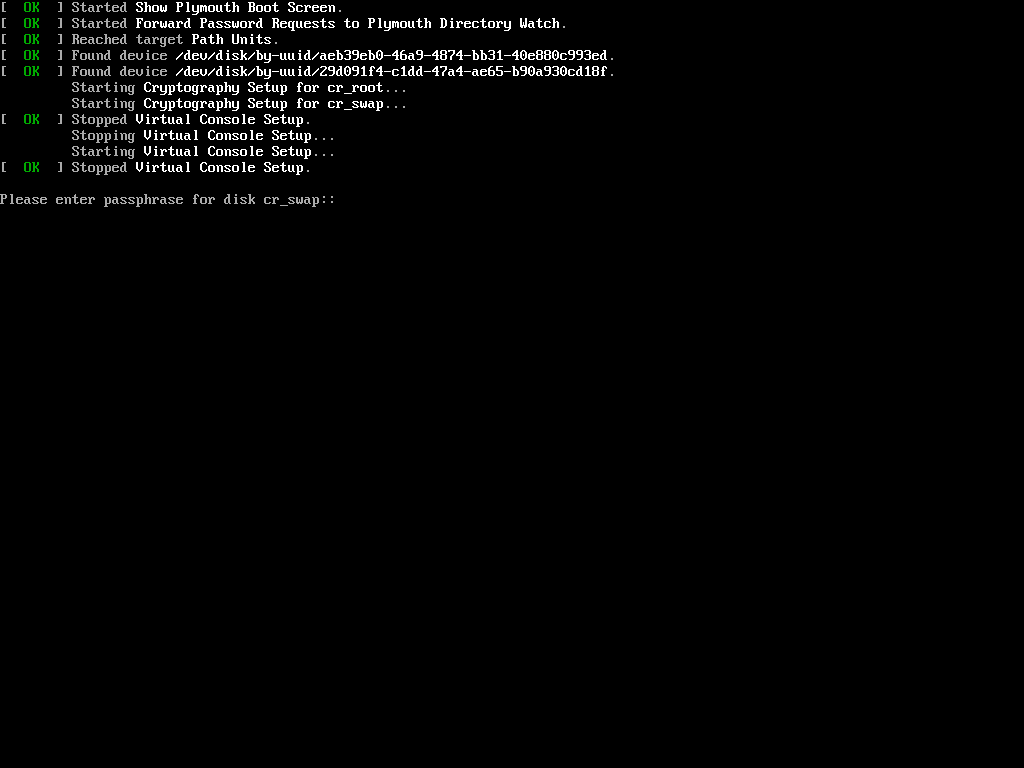 [  OK  ] Started Show Plymouth Boot Screen.
[  OK  ] Started Forward Password Requests to Plymouth Directory Watch.
[  OK  ] Reached target Path Units.
[  OK  ] Found device /dev/disk/by-uuid/aeb39eb0-46a9-4874-bb31-40e880c993ed.
[  OK  ] Found device /dev/disk/by-uuid/29d091f4-c1dd-47a4-ae65-b90a930cd18f.
         Starting Cryptography Setup for cr_root...
         Starting Cryptography Setup for cr_swap...
[  OK  ] Stopped Virtual Console Setup.
         Stopping Virtual Console Setup...
         Starting Virtual Console Setup...
[  OK  ] Stopped Virtual Console Setup.
Please enter passphrase for disk cr_swap::